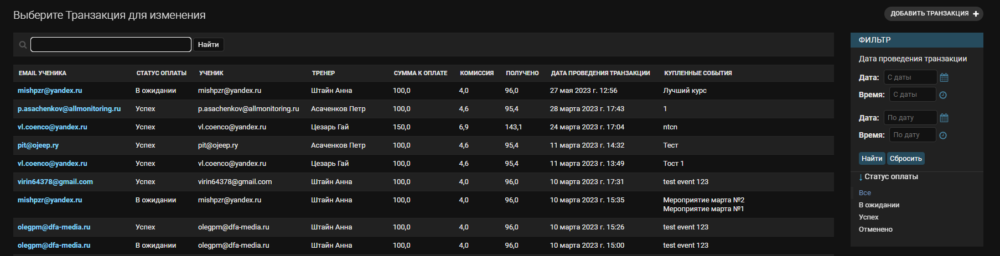 Выберите Транзакция для изменения
ДОБАВИТЬ ТРАНЗАКЦИЯ +
Найти
EMAIL УЧЕНИКА СТАТУС ОПЛАТЫ УЧЕНИК ТРЕНЕР СУММА К ОПЛАТЕ КОМИССИЯ ПОЛУЧЕНО ДАТА ПРОВЕДЕНИЯ ТРАНЗАКЦИИ КУПЛЕННЫЕ СОБЫТИЯ
mishpzr@yandex.ru В ожидании mishpzr@yandex.ru Штайн Анна 100,0 4,0 96,0 27 мая 2023 г. 12:56 Лучший курс
p.asachenkov@allmonitoring.ru Успех p.asachenkov@allmonitoring.ru Асаченков Петр 100,0 4,6 95,4 28 марта 2023 г. 17:43 1
vl.coenco@yandex.ru Успех vl.coenco@yandex.ru Цезарь Гай 150,0 6,9 143,1 24 марта 2023 г. 17:04 ntcn
pit@ojeep.ry Успех pit@ojeep.ry Асаченков Петр 100,0 4,6 95,4 11 марта 2023 г. 14:32 Тест
vl.coenco@yandex.ru Успех vl.coenco@yandex.ru Цезарь Гай 100,0 4,6 95,4 11 марта 2023 г. 13:49 Тост 1
virin64378@gmail.com Успех virin64378@gmail.com Штайн Анна 100,0 4,0 96,0 10 марта 2023 г. 17:31 test event 123
mishpzr@yandex.ru В ожидании mishpzr@yandex.ru Штайн Анна 100,0 4,0 96,0 10 марта 2023 г. 15:35 Мероприятие марта №2
Мероприятие марта №1
olegpm@dfa-media.ru Успех olegpm@dfa-media.ru Штайн Анна 100,0 4,0 96,0 10 марта 2023 г. 15:26 test event 123
olegpm@dfa-media.ru В ожидании olegpm@dfa-media.ru Штайн Анна 100,0 4,0 96,0 10 марта 2023 г. 15:00 test event 123
ФИЛЬТР
Дата проведения транзакции
Дата: С даты
Время: С даты
Дата: По дату
Время: По дату
Найти Сбросить
↓ Статус оплаты
Все
В ожидании
Успех
Отменено